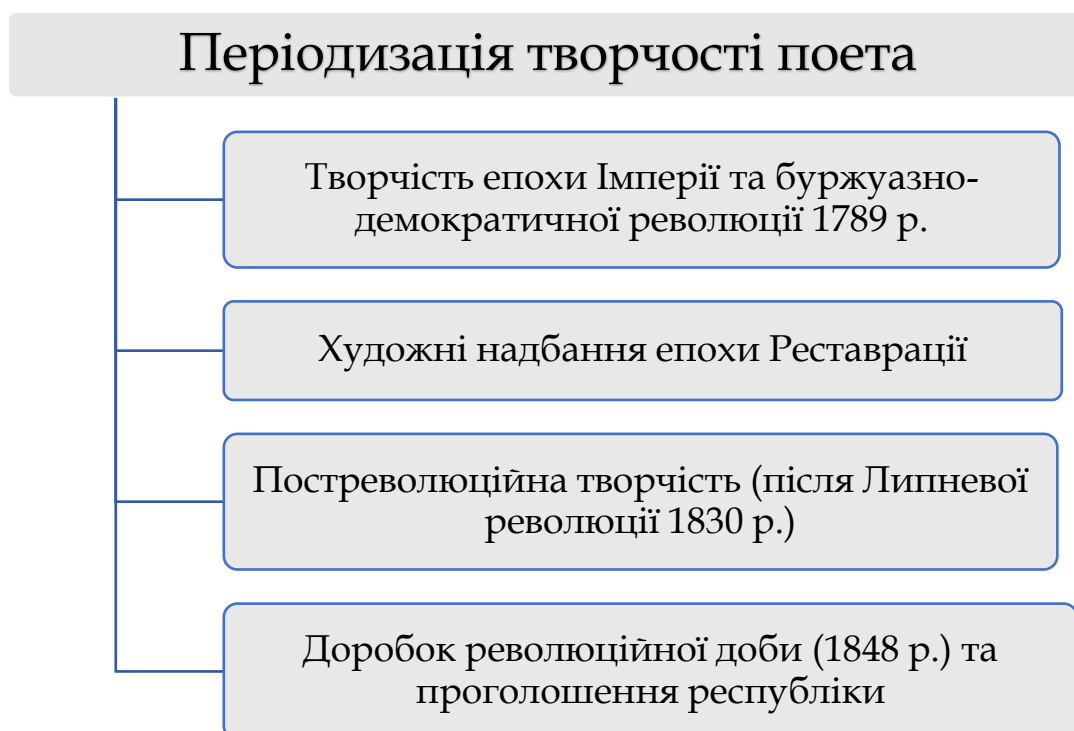 Періодизація творчості поета
Творчість епохи Імперії та буржуазно-
демократичної революції 1789 р.
Художні надбання епохи Реставрації
Постреволюційна творчість (після Липневої
революції 1830 р.)
Доробок революційної доби (1848 р.) та
проголошення республіки